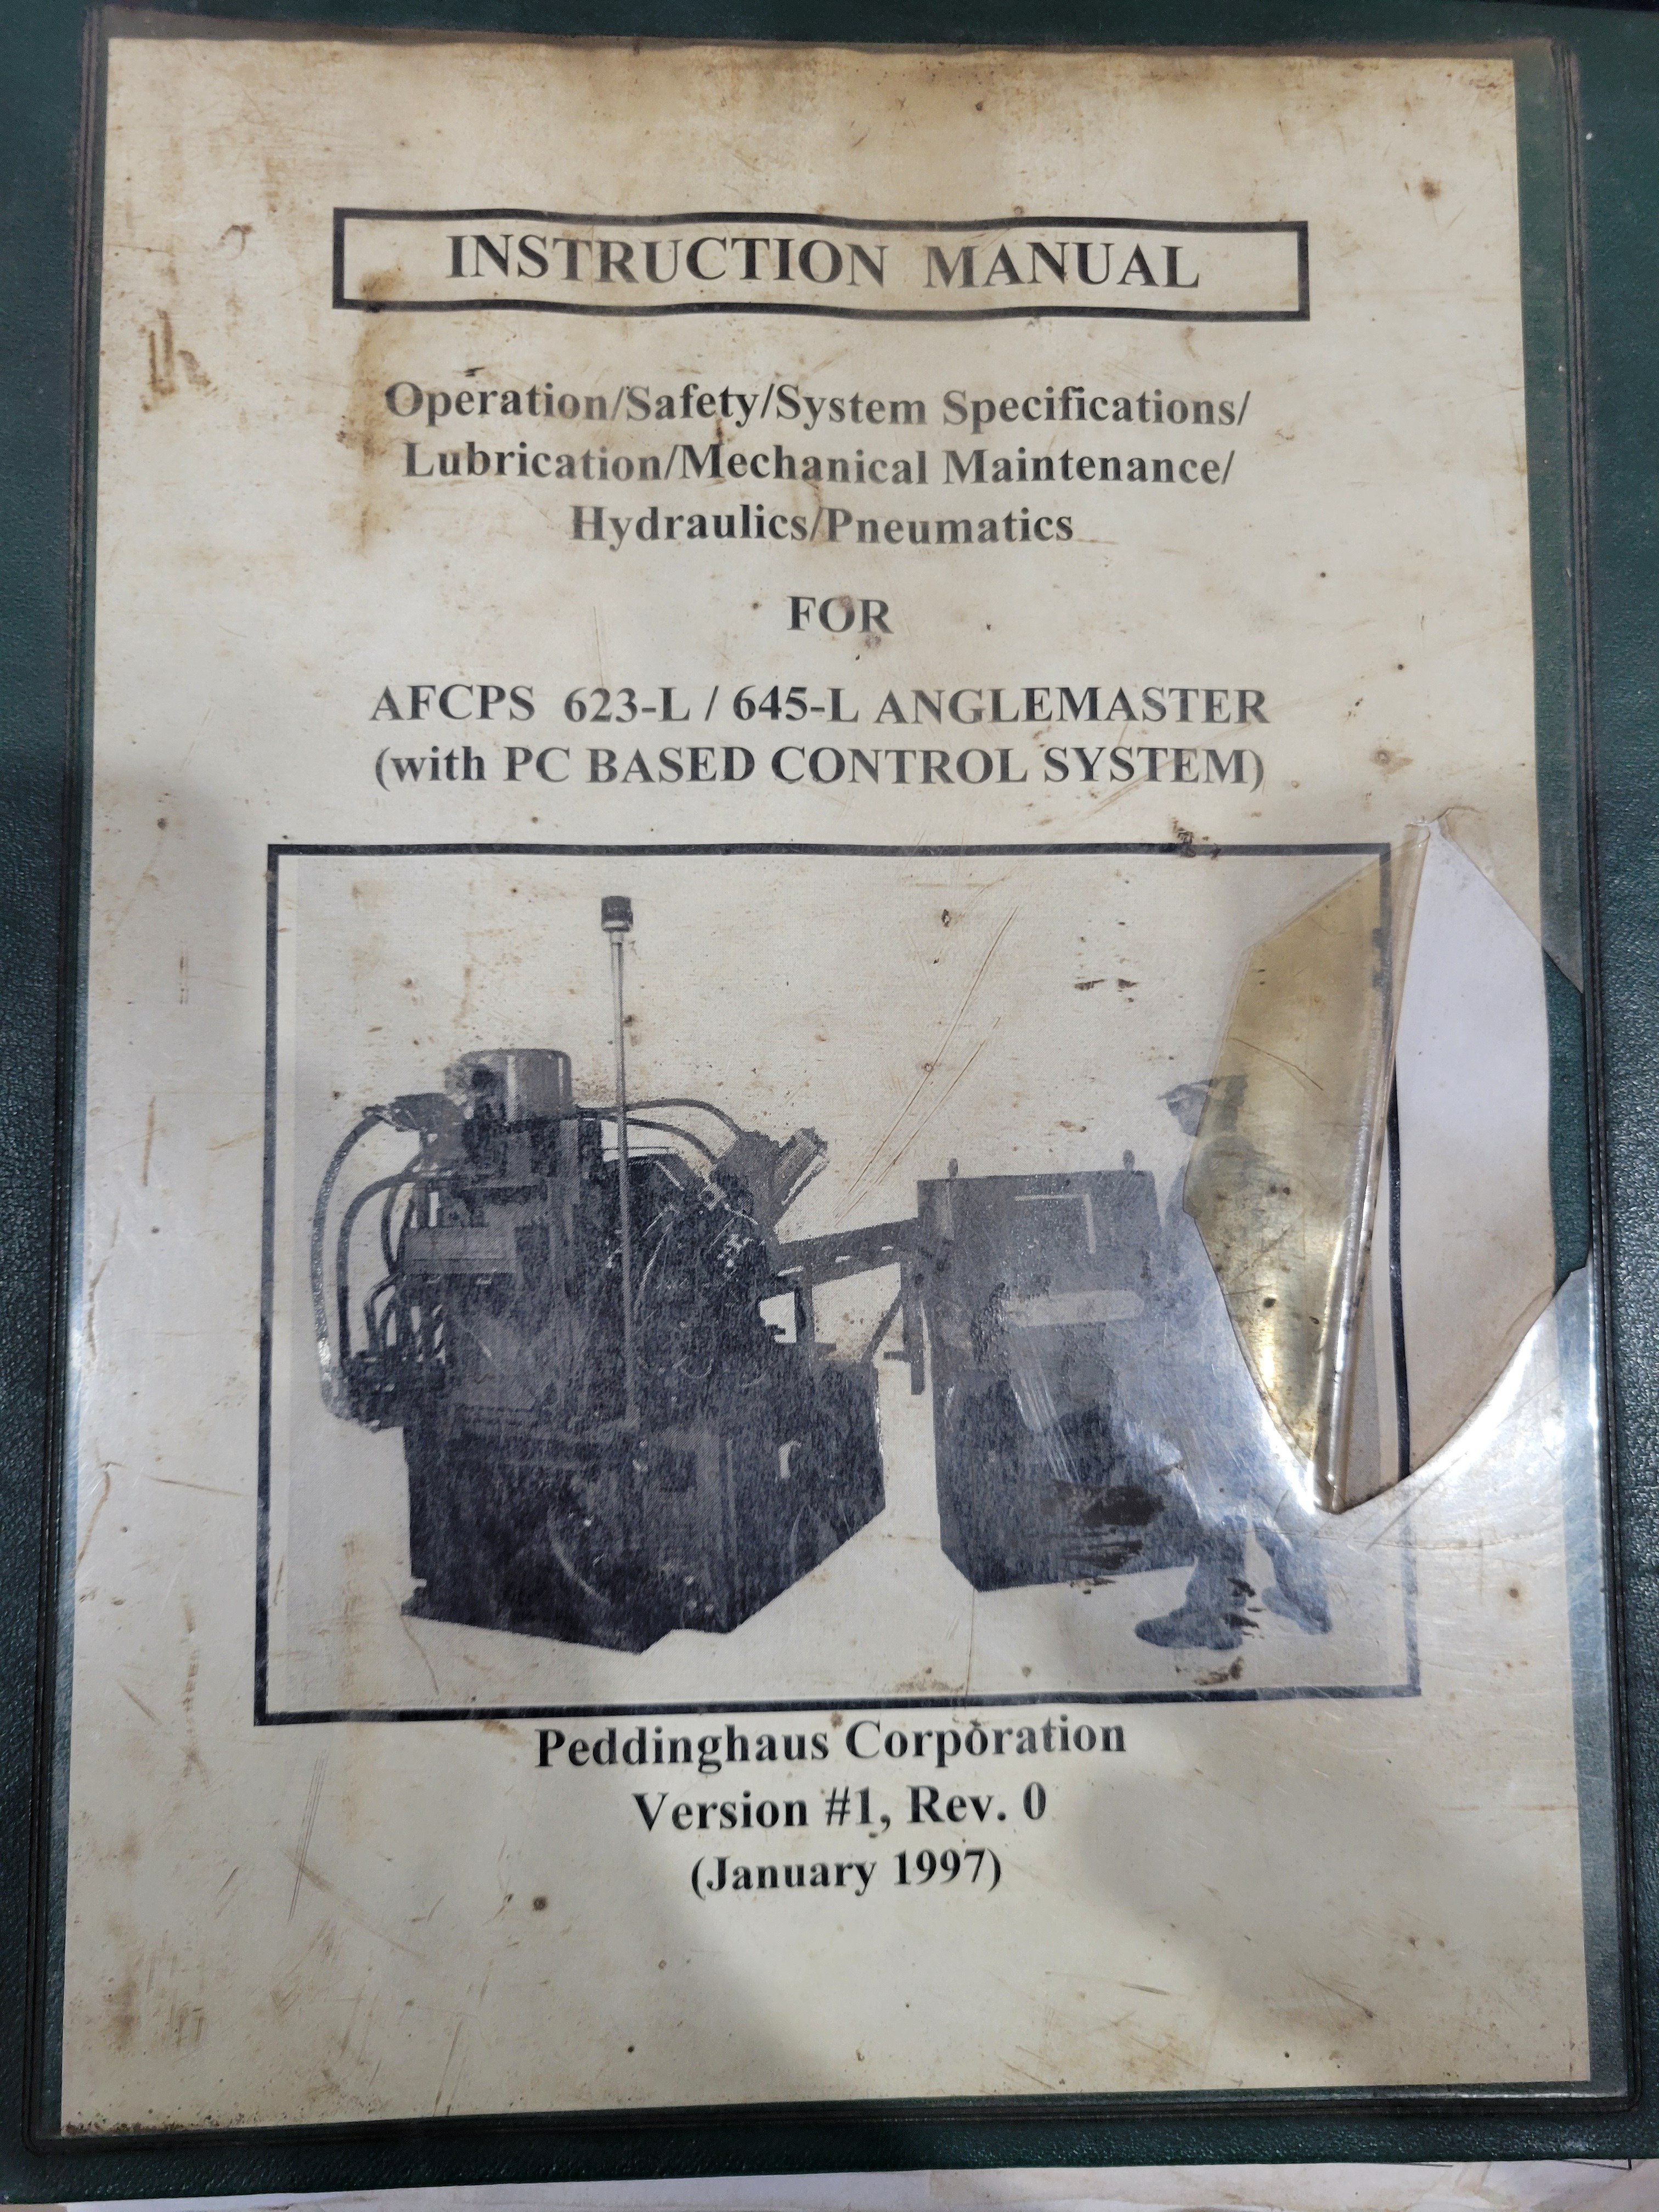 INSTRUCTION MANUAL
Operation/Safety/System Specifications/
Lubrication/Mechanical Maintenance/
Hydraulics/Pneumatics
FOR
AFCPS 623-L / 645-L ANGLEMASTER
(with PC BASED CONTROL SYSTEM)
Peddinghaus Corporation
Version #1, Rev. 0
(January 1997)